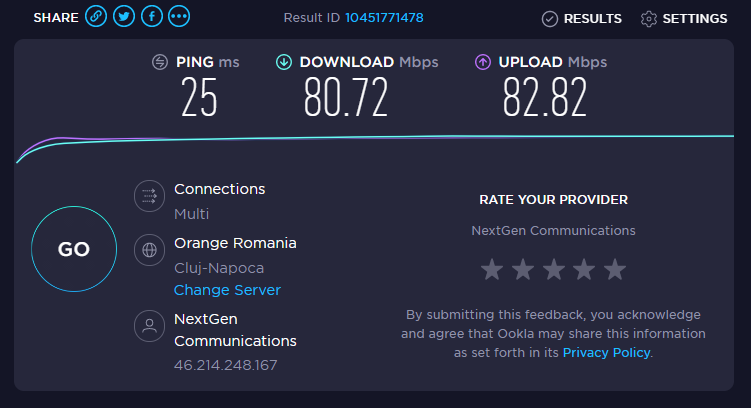 SHARE
Result ID 10451771478
RESULTS
SETTINGS
PING ms
DOWNLOAD Mbps
UPLOAD Mbps
25
80.72
82.82
GO
Connections
Multi
Orange Romania
Cluj-Napoca
Change Server
NextGen
Communications
46.214.248.167
RATE YOUR PROVIDER
NextGen Communications
By submitting this feedback, you acknowledge
and agree that Ookla may share this information
as set forth in its Privacy Policy.